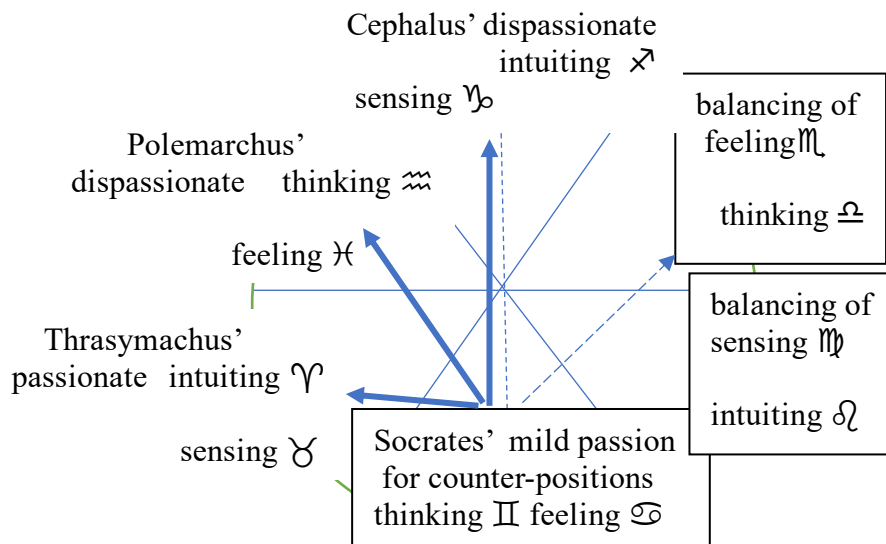 Cephalus’ dispassionate
intuiting ♐
sensing ♑
balancing of
feeling♏
thinking ♎
Polemarchus’
dispassionate thinking ♒
feeling ♓
balancing of
sensing ♍
intuiting ♌
Thrasymachus’
passionate intuiting ♈
sensing ♉
Socrates’ mild passion
for counter-positions
thinking ♊ feeling ♋